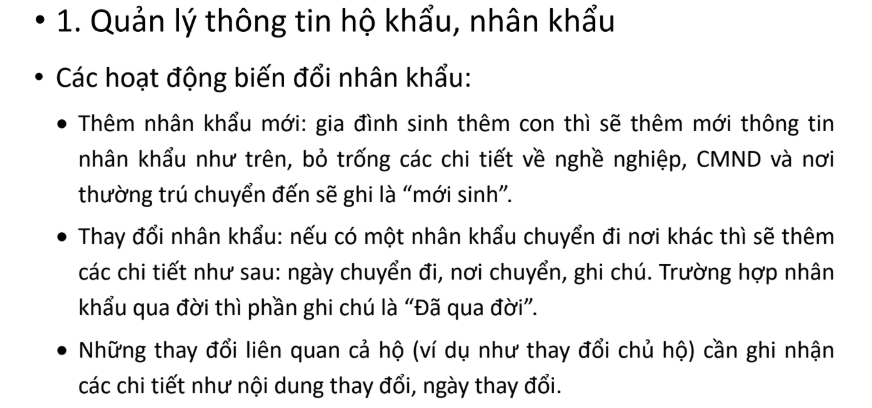 • 1. Quản lý thông tin hộ khẩu, nhân khẩu
• Các hoạt động biến đổi nhân khẩu:
• Thêm nhân khẩu mới: gia đình sinh thêm con thì sẽ thêm mới thông tin
nhân khẩu như trên, bỏ trống các chi tiết về nghề nghiệp, CMND và nơi
thường trú chuyển đến sẽ ghi là “mới sinh”.
• Thay đổi nhân khẩu: nếu có một nhân khẩu chuyển đi nơi khác thì sẽ thêm
các chi tiết như sau: ngày chuyển đi, nơi chuyển, ghi chú. Trường hợp nhân
khẩu qua đời thì phần ghi chú là “Đã qua đời”.
• Những thay đổi liên quan cả hộ (ví dụ như thay đổi chủ hộ) cần ghi nhận
các chi tiết như nội dung thay đổi, ngày thay đổi.